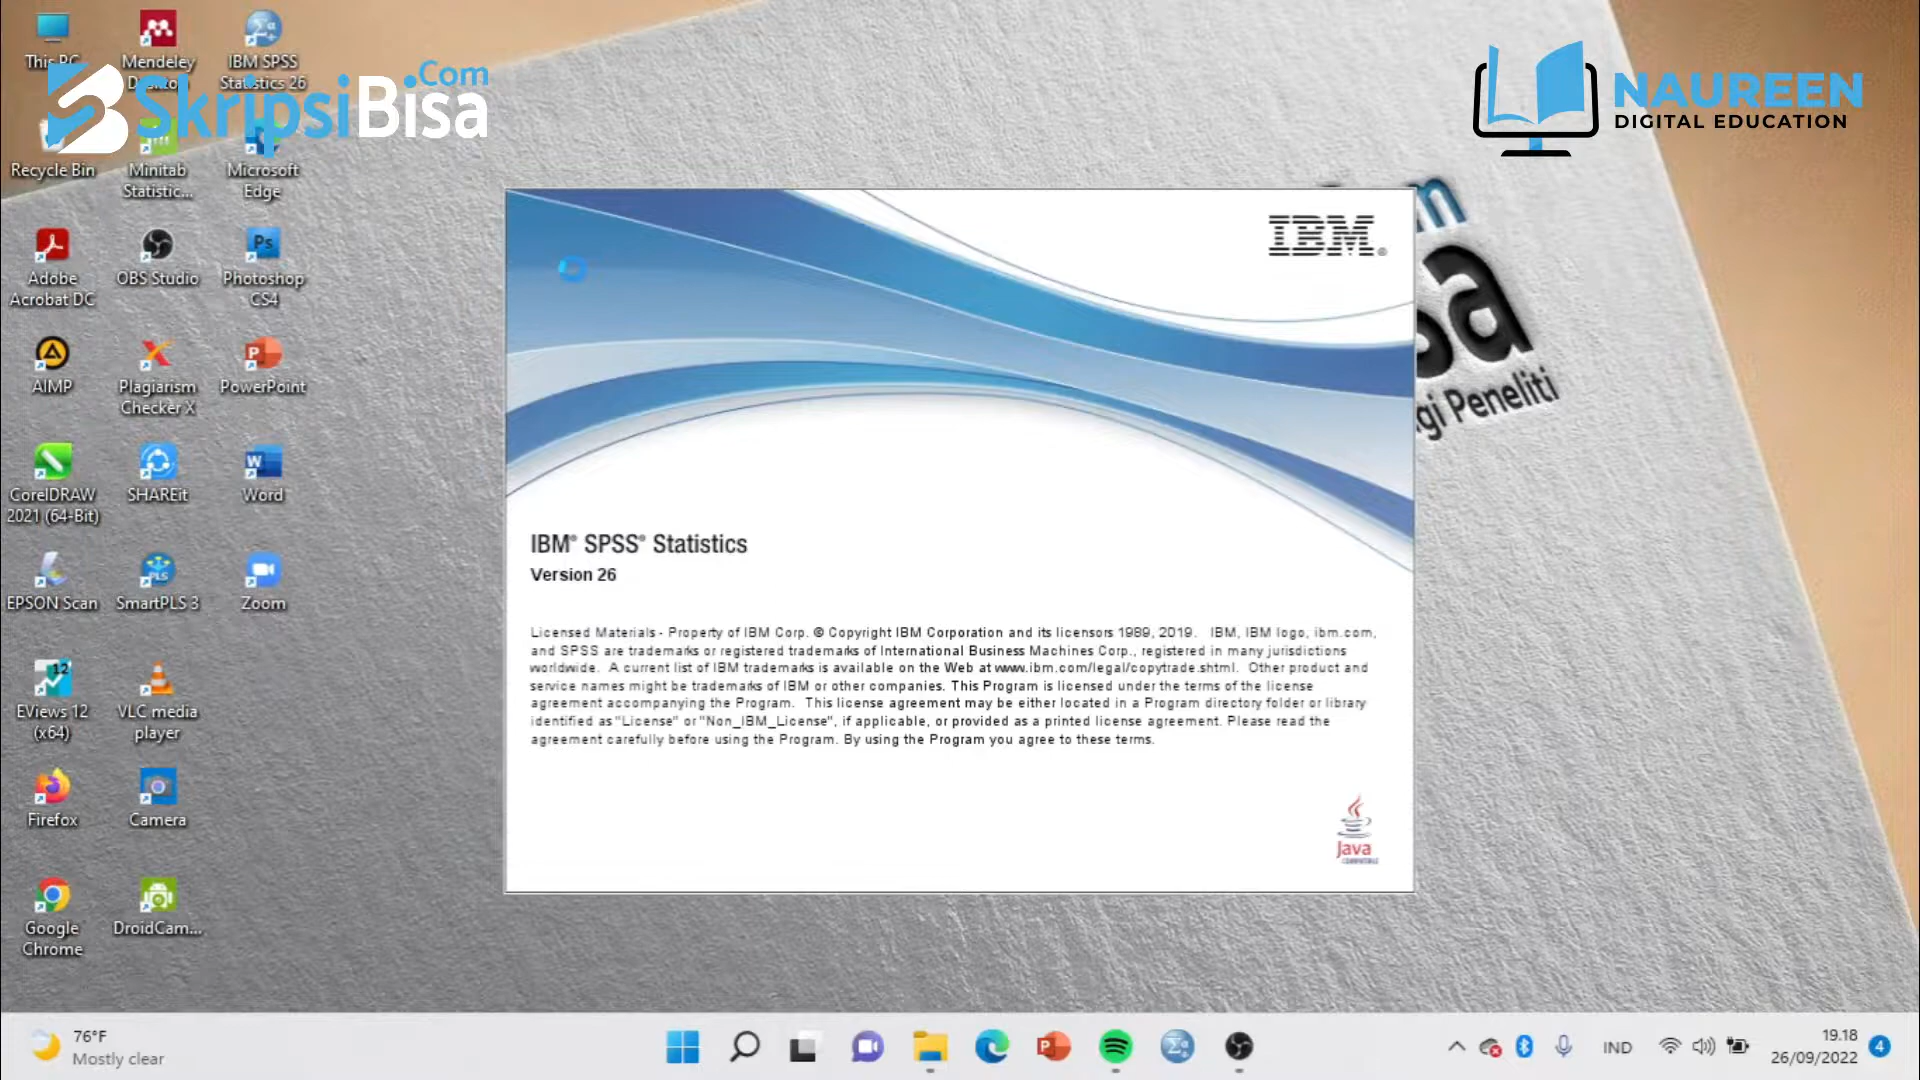 This PC
Mendeley
IBM SPSS
Statistics 26
SkripsiBisa
.Com
NAUREEN
DIGITAL EDUCATION
Recycle Bin
Minitab
Statistic...
Microsoft
Edge
Adobe
Acrobat DC
OBS Studio
Photoshop
CS4
AIMP
Plagiarism
Checker X
PowerPoint
CorelDRAW
2021 (64-Bit)
SHAREit
Word
EPSON Scan
SmartPLS 3
Zoom
EViews 12
(x64)
VLC media
player
Firefox
Camera
Google
Chrome
DroidCam...
IBM®
IBM® SPSS® Statistics
Version 26
Licensed Materials - Property of IBM Corp. © Copyright IBM Corporation and its licensors 1989, 2019. IBM, IBM logo, ibm.com,
and SPSS are trademarks or registered trademarks of International Business Machines Corp., registered in many jurisdictions
worldwide. A current list of IBM trademarks is available on the Web at www.ibm.com/legal/copytrade.shtml. Other product and
service names might be trademarks of IBM or other companies. This Program is licensed under the terms of the license
agreement accompanying the Program. This license agreement may be either located in a Program directory folder or library
identified as "License" or "Non_IBM_License", if applicable, or provided as a printed license agreement. Please read the
agreement carefully before using the Program. By using the Program you agree to these terms.
Java
COMPATIBLE
sa
gi Peneliti
76°F
Mostly clear
IND
19.18
26/09/2022
4